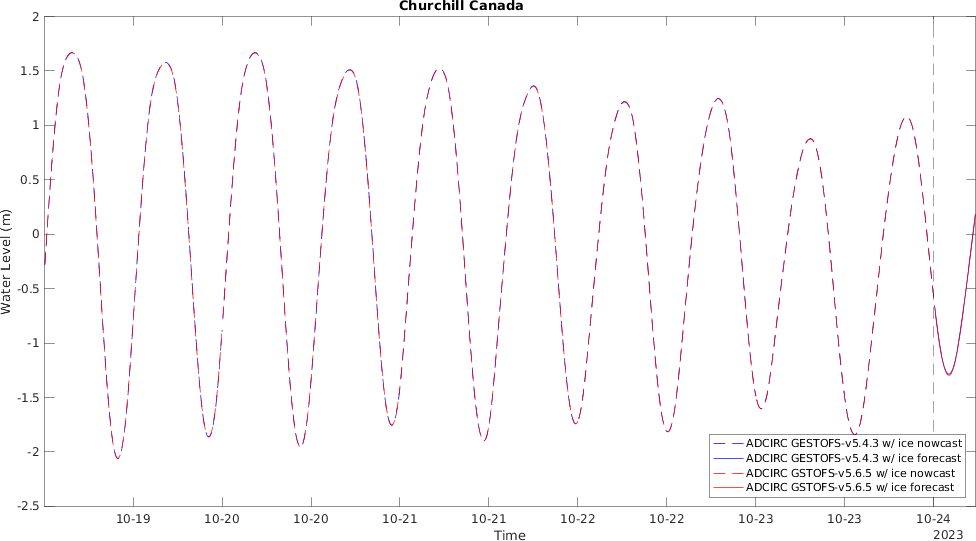 Churchill Canada
2
1.5
1
0.5
0
-0.5
-1
-1.5
-2
-2.5
Water Level (m)
ADCIRC GESTOFS-v5.4.3 w/ ice nowcast
ADCIRC GESTOFS-v5.4.3 w/ ice forecast
ADCIRC GSTOFS-v5.6.5 w/ ice nowcast
ADCIRC GSTOFS-v5.6.5 w/ ice forecast
10-19 10-20 10-20 10-21 10-21 10-22 10-22 10-23 10-23 10-24
2023
Time